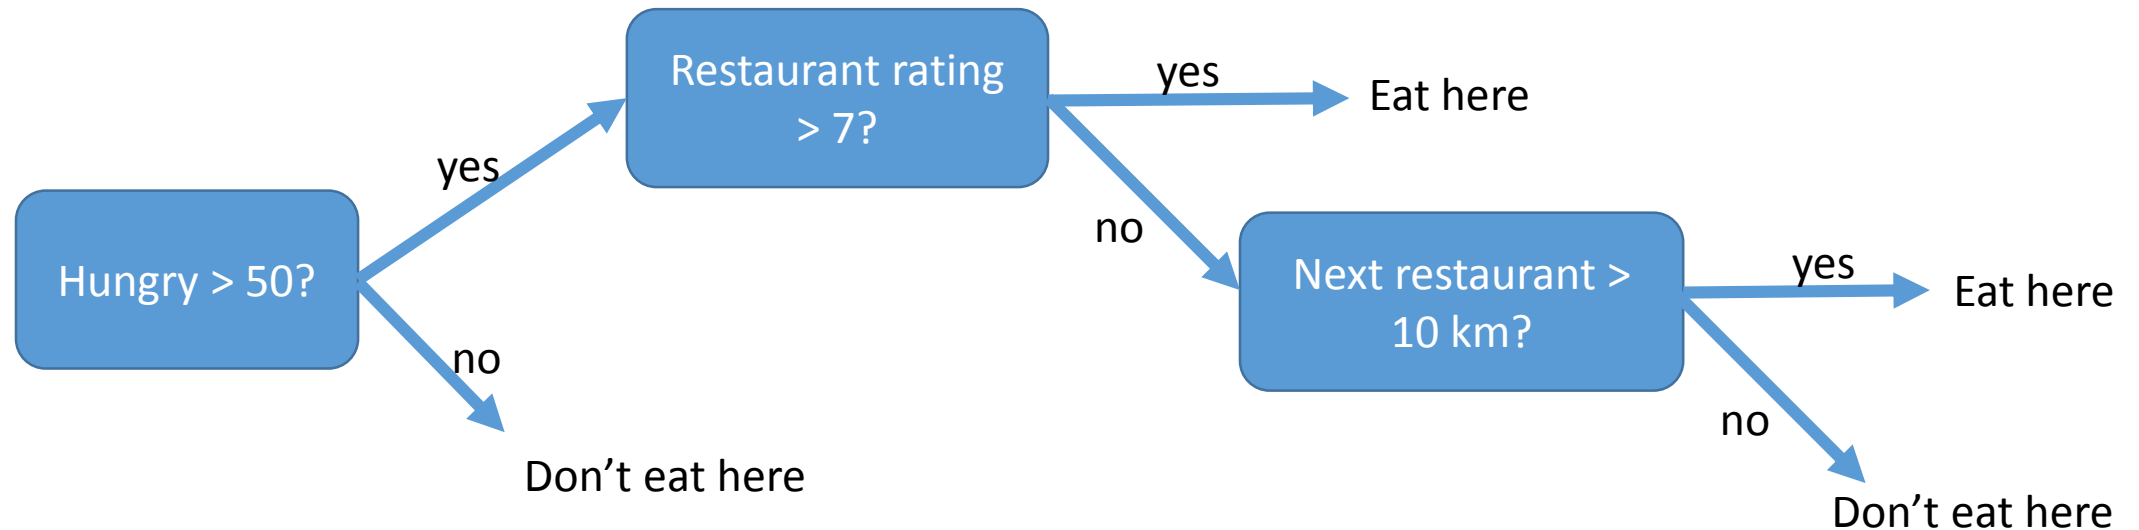 Restaurant rating
> 7?
yes
Eat here
yes
no
Hungry > 50?
Next restaurant >
10 km?
yes
Eat here
no
Don’t eat here
no
Don’t eat here